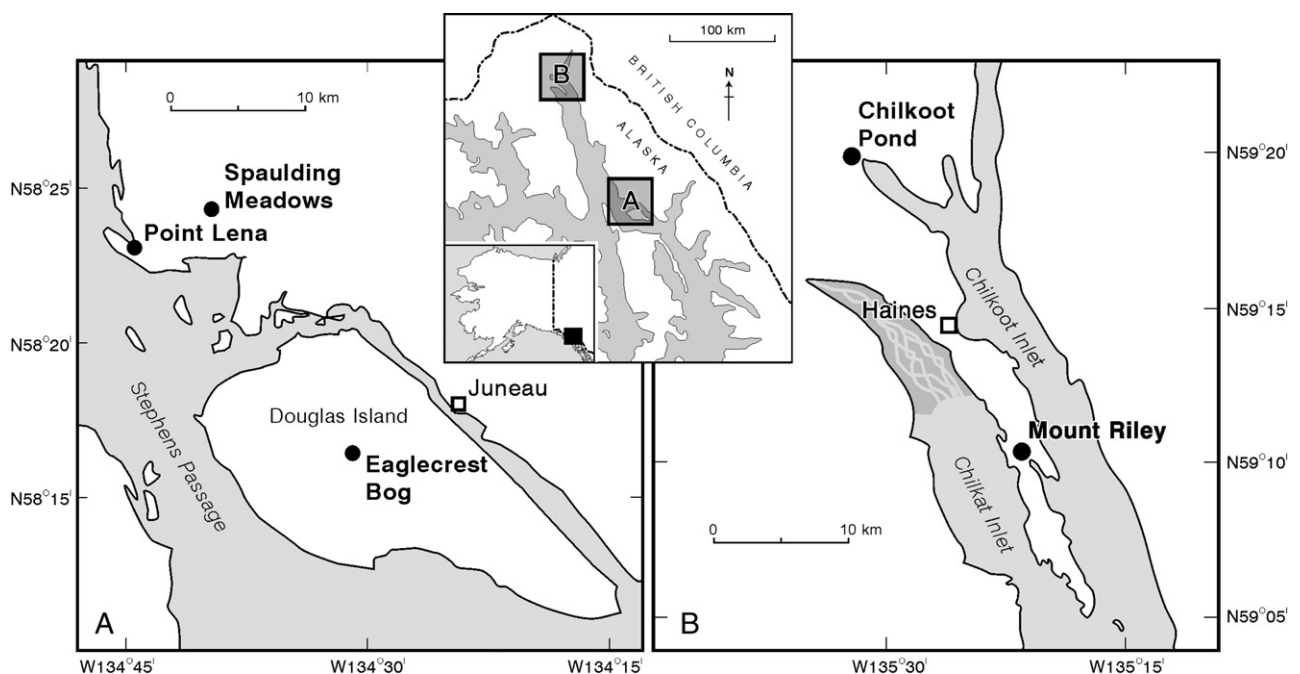 0 10 km
Spaulding
Meadows
Point Lena
Juneau
Douglas Island
Eaglecrest
Bog
Stephens Passage
A
N58°25'
N58°20'
N58°15'
W134°45'
W134°30'
W134°15'
100 km
N
B
A
BRITISH COLUMBIA
ALASKA
Chilkoot
Pond
Haines
Chilkoot Inlet
Mount Riley
Chilkat Inlet
0 10 km
B
N59°20'
N59°15'
N59°10'
N59°05'
W135°30'
W135°15'